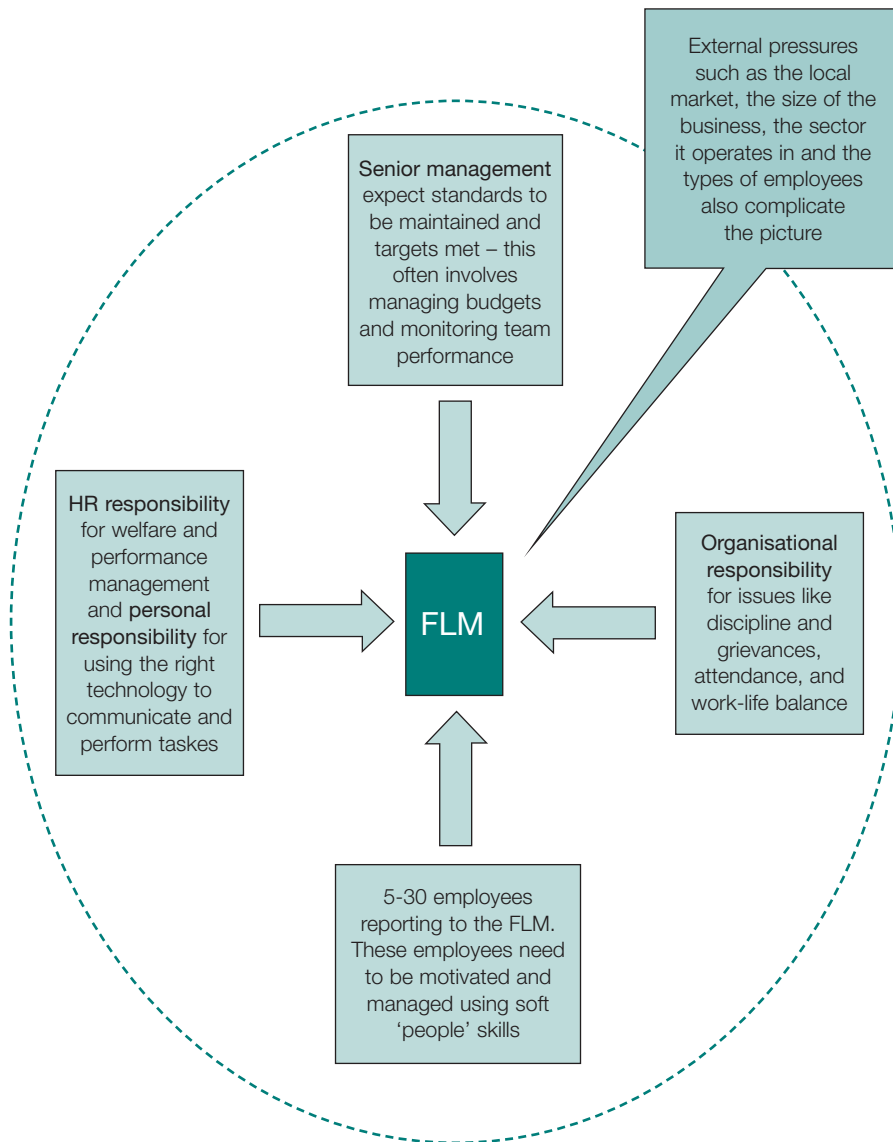 External pressures
such as the local
market, the size of the
business, the sector
it operates in and the
types of employees
also complicate
the picture
Senior management
expect standards to
be maintained and
targets met – this
often involves
managing budgets
and monitoring team
performance
HR responsibility
for welfare and
performance
management
and personal
responsibility for
using the right
technology to
communicate and
perform taskes
FLM
Organisational
responsibility
for issues like
discipline and
grievances,
attendance, and
work-life balance
5-30 employees
reporting to the FLM.
These employees need
to be motivated and
managed using soft
‘people’ skills